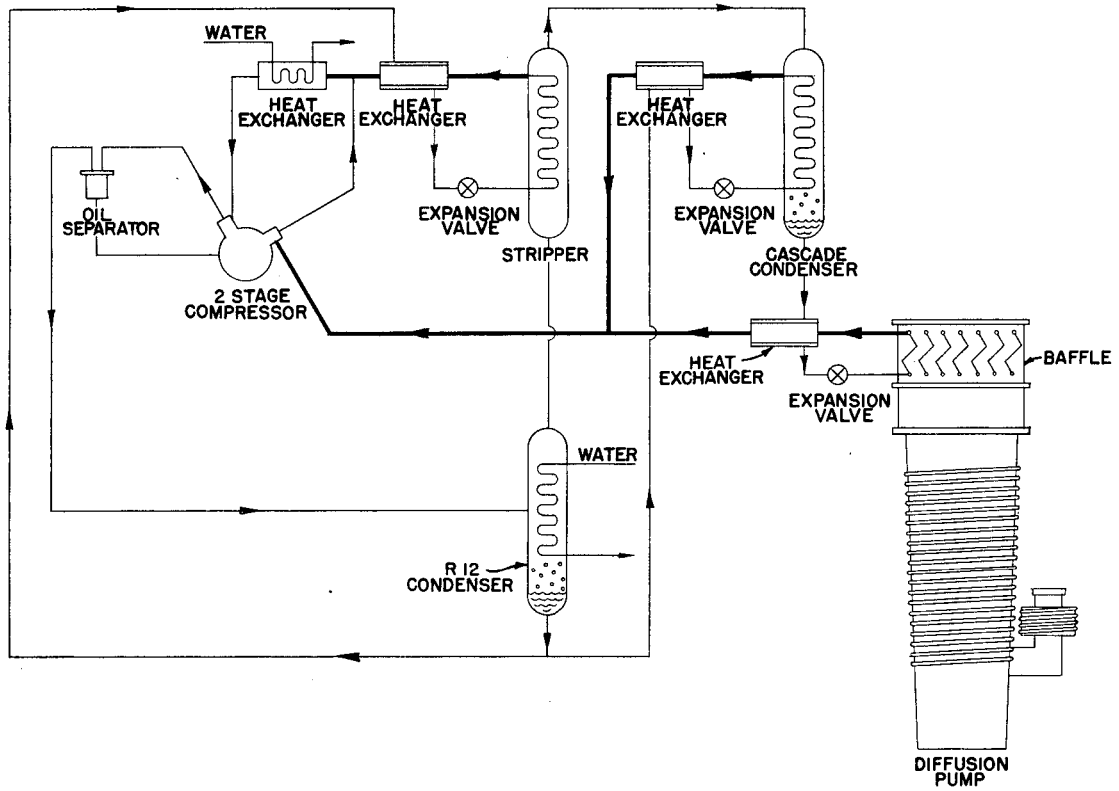 WATER
HEAT
EXCHANGER
HEAT
EXCHANGER
HEAT
EXCHANGER
OIL
SEPARATOR
EXPANSION
VALVE
EXPANSION
VALVE
STRIPPER
CASCADE
CONDENSER
2 STAGE
COMPRESSOR
HEAT
EXCHANGER
BAFFLE
EXPANSION
VALVE
WATER
R 12
CONDENSER
DIFFUSION
PUMP